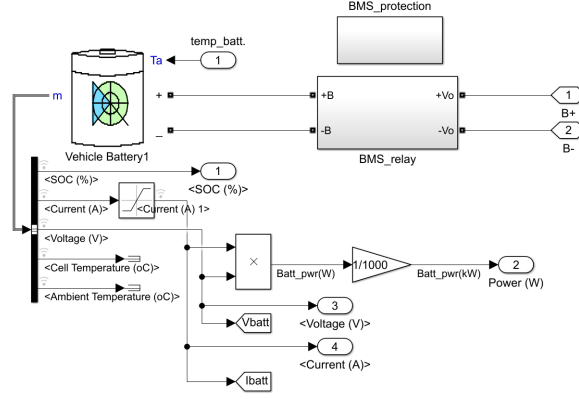 BMS_protection
temp_batt.
Ta
1
m
+
+B
+Vo
1
B+
_
-B
-Vo
2
B-
Vehicle Battery1
BMS_relay
<SOC (%)>
1
<SOC (%)>
<Current (A)>
<Current (A) 1>
<Voltage (V)>
×
1/1000
2
Batt_pwr(W)
Batt_pwr(kW)
Power (W)
<Cell Temperature (oC)>
<Ambient Temperature (oC)>
3
<Voltage (V)>
Vbatt
4
<Current (A)>
Ibatt